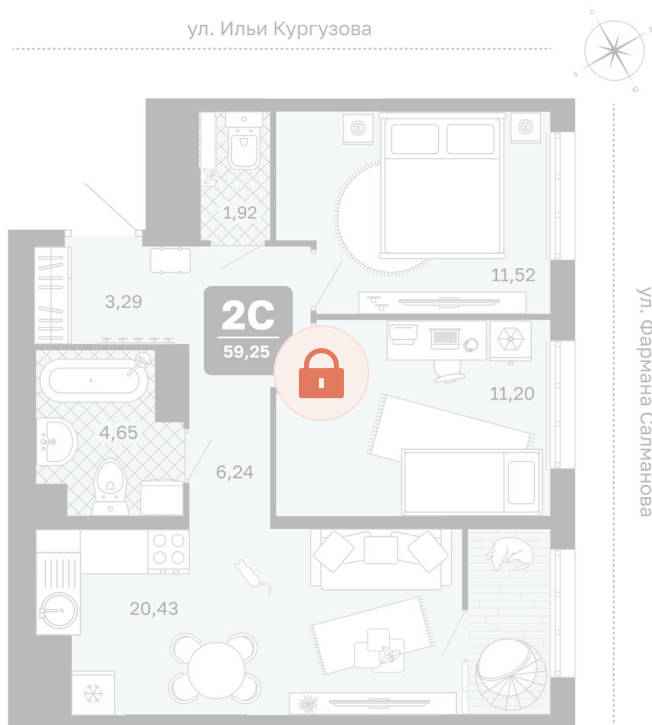 ул. Ильи Кургузова
С
В
З
Ю
1,92
11,52
3,29
2С
59,25
11,20
4,65
6,24
20,43
ул. Фармана Салманова